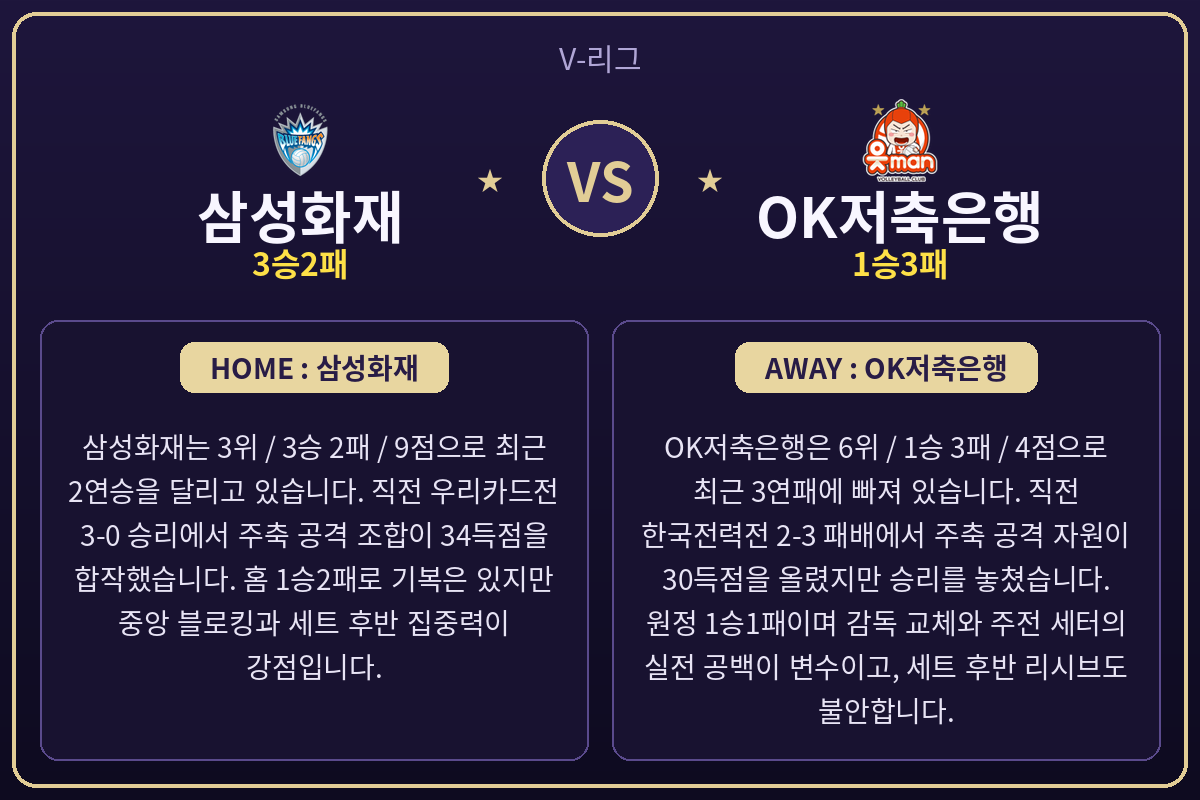 V-리그
SAMSUNG BLUEFANGS
BLUEFANGS
읏man
VOLLEYBALL CLUB
VS
삼성화재
OK저축은행
3승2패
1승3패
HOME : 삼성화재
삼성화재는 3위 / 3승 2패 / 9점으로 최근
2연승을 달리고 있습니다. 직전 우리카드전
3-0 승리에서 주축 공격 조합이 34득점을
합작했습니다. 홈 1승2패로 기복은 있지만
중앙 블로킹과 세트 후반 집중력이
강점입니다.
AWAY : OK저축은행
OK저축은행은 6위 / 1승 3패 / 4점으로
최근 3연패에 빠져 있습니다. 직전
한국전력전 2-3 패배에서 주축 공격 자원이
30득점을 올렸지만 승리를 놓쳤습니다.
원정 1승1패이며 감독 교체와 주전 세터의
실전 공백이 변수이고, 세트 후반 리시브도
불안합니다.